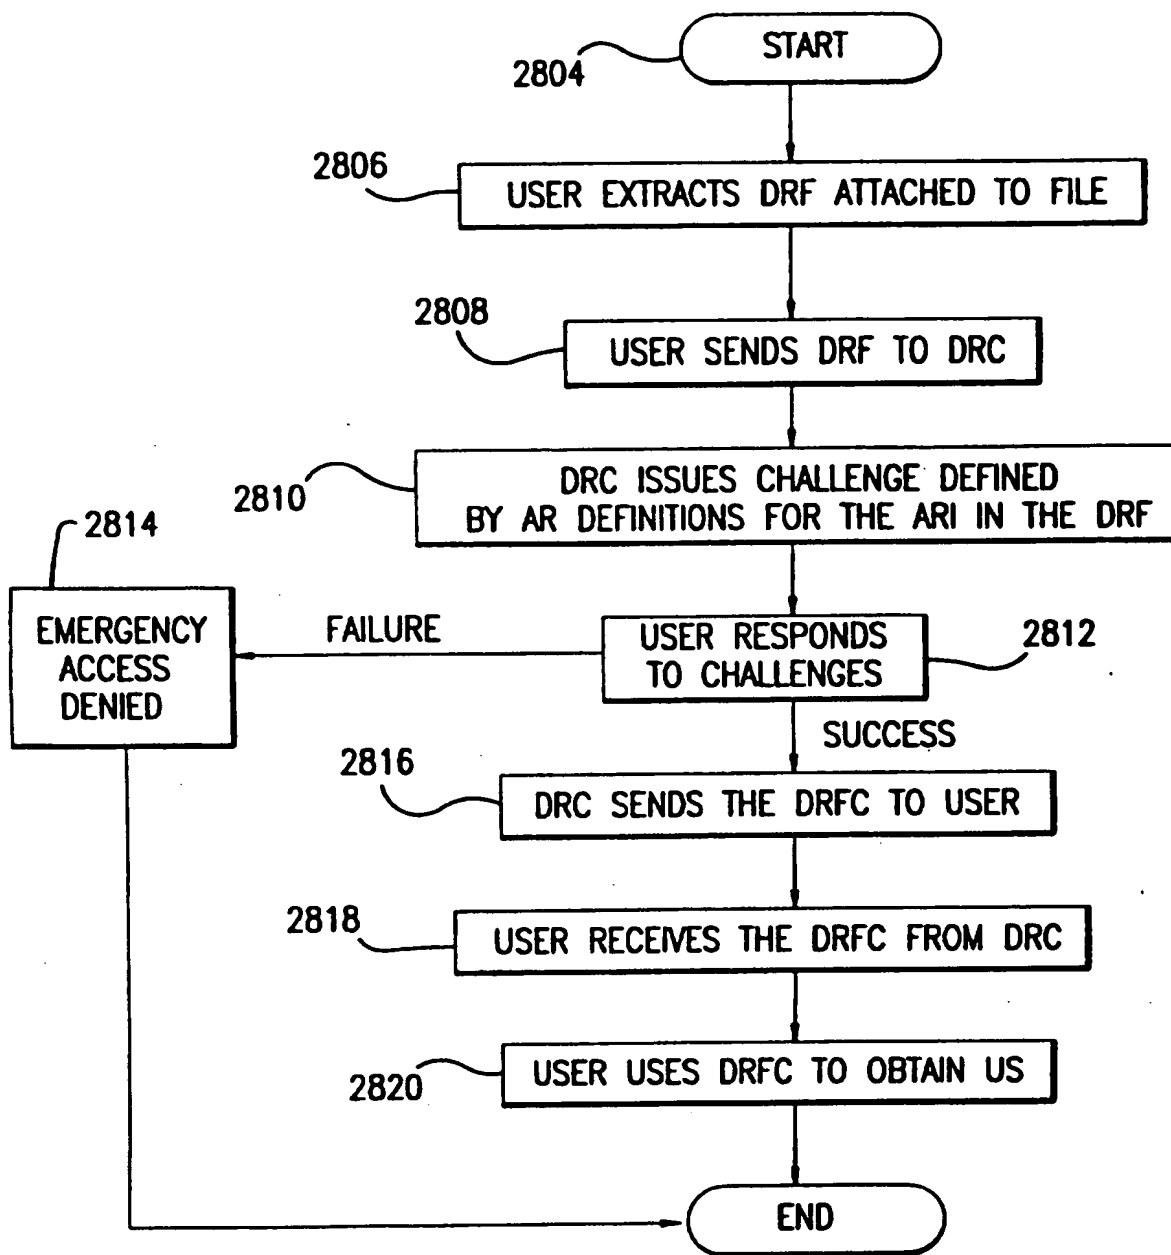 START
2804
2806
USER EXTRACTS DRF ATTACHED TO FILE
2808
USER SENDS DRF TO DRC
2810
DRC ISSUES CHALLENGE DEFINED
BY AR DEFINITIONS FOR THE ARI IN THE DRF
2814
EMERGENCY
ACCESS
DENIED
FAILURE
USER RESPONDS
TO CHALLENGES
2812
SUCCESS
2816
DRC SENDS THE DRFC TO USER
2818
USER RECEIVES THE DRFC FROM DRC
2820
USER USES DRFC TO OBTAIN US
END